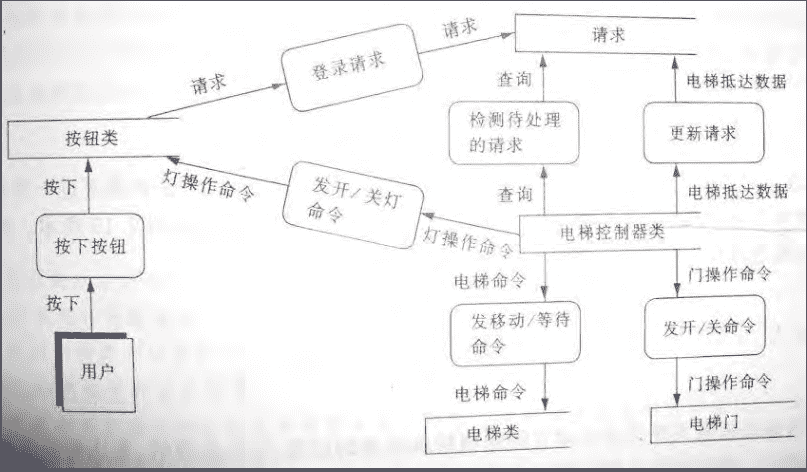 请求
请求
登录请求
请求
查询
电梯抵达数据
按钮类
检测待处理
的请求
更新请求
按下
灯操作命令
发开/关灯
命令
查询
电梯抵达数据
按下按钮
灯操作命令
电梯控制器类
按下
电梯命令
门操作命令
发移动/等待
命令
发开/关命令
用户
电梯命令
门操作命令
电梯类
电梯门